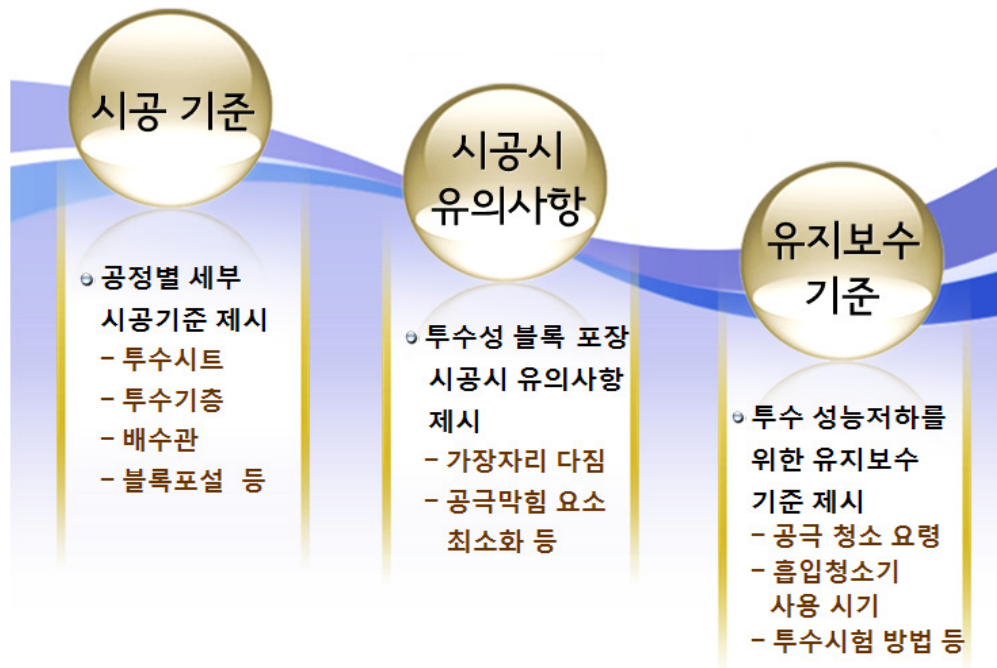 시공 기준
● 공정별 세부
시공기준 제시
- 투수시트
- 투수기층
- 배수관
- 블록포설 등
시공시
유의사항
● 투수성 블록 포장
시공시 유의사항
제시
- 가장자리 다짐
- 공극막힘 요소
최소화 등
유지보수
기준
● 투수 성능저하를
위한 유지보수
기준 제시
- 공극 청소 요령
- 흡입청소기
사용 시기
- 투수시험 방법 등